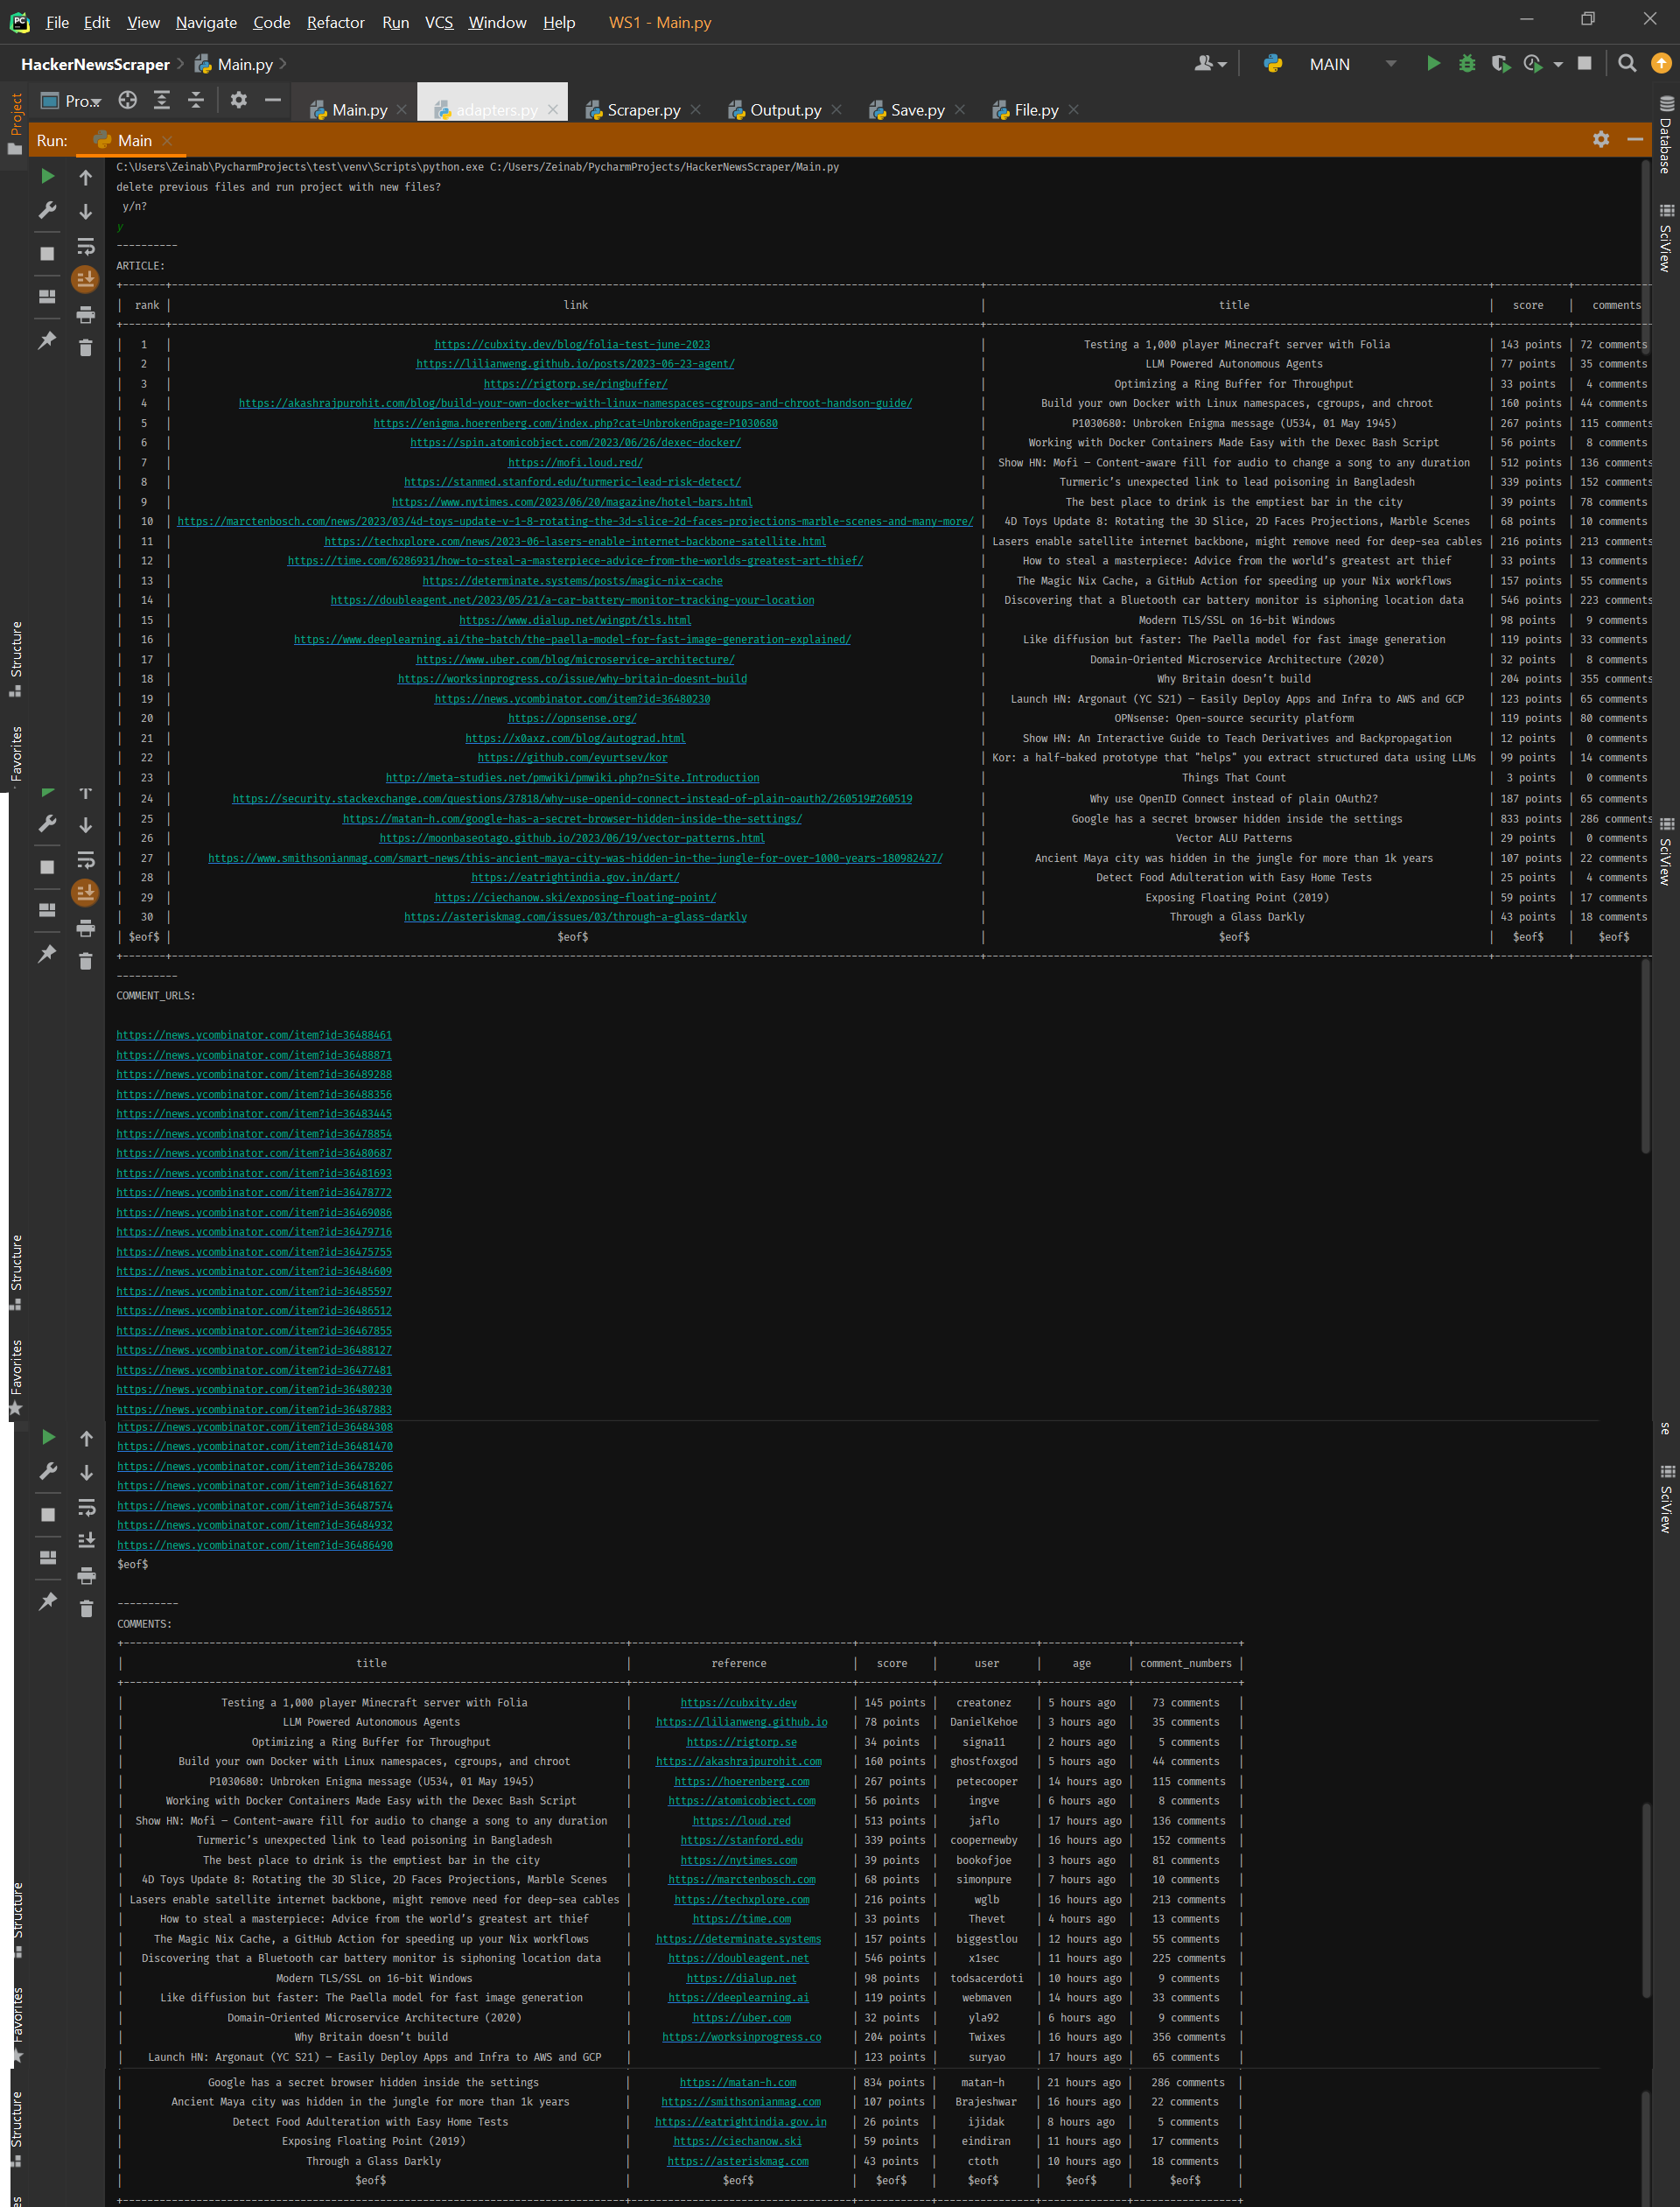 File Edit View Navigate Code Refactor Run VCS Window Help WS1 - Main.py
HackerNewsScraper Main.py MAIN
Project
Pro... Main.py adapters.py Scraper.py Output.py Save.py File.py
Database
Run: Main
SciView
C:\Users\Zeinab\PycharmProjects\test\venv\Scripts\python.exe C:/Users/Zeinab/PycharmProjects/HackerNewsScraper/Main.py
delete previous files and run project with new files?
y/n?
y
----------
ARTICLE:
| rank | link | title | score | comments
| 1 | https://cubxity.dev/blog/folia-test-june-2023 | Testing a 1,000 player Minecraft server with Folia | 143 points | 72 comments
| 2 | https://lilianweng.github.io/posts/2023-06-23-agent/ | LLM Powered Autonomous Agents | 77 points | 35 comments
| 3 | https://rigtorp.se/ringbuffer/ | Optimizing a Ring Buffer for Throughput | 33 points | 4 comments
| 4 | https://akashrajpurohit.com/blog/build-your-own-docker-with-linux-namespaces-cgroups-and-chroot-handson-guide/ | Build your own Docker with Linux namespaces, cgroups, and chroot | 160 points | 44 comments
| 5 | https://enigma.hoerenberg.com/index.php?cat=Unbroken&page=P1030680 | P1030680: Unbroken Enigma message (U534, 01 May 1945) | 267 points | 115 comments
| 6 | https://spin.atomicobject.com/2023/06/26/dexec-docker/ | Working with Docker Containers Made Easy with the Dexec Bash Script | 56 points | 8 comments
| 7 | https://mofi.loud.red/ | Show HN: Mofi – Content-aware fill for audio to change a song to any duration | 512 points | 136 comments
| 8 | https://stanmed.stanford.edu/turmeric-lead-risk-detect/ | Turmeric’s unexpected link to lead poisoning in Bangladesh | 339 points | 152 comments
| 9 | https://www.nytimes.com/2023/06/20/magazine/hotel-bars.html | The best place to drink is the emptiest bar in the city | 39 points | 78 comments
| 10 | https://marctenbosch.com/news/2023/03/4d-toys-update-v-1-8-rotating-the-3d-slice-2d-faces-projections-marble-scenes-and-many-more/ | 4D Toys Update 8: Rotating the 3D Slice, 2D Faces Projections, Marble Scenes | 68 points | 10 comments
| 11 | https://techxplore.com/news/2023-06-lasers-enable-internet-backbone-satellite.html | Lasers enable satellite internet backbone, might remove need for deep-sea cables | 216 points | 213 comments
| 12 | https://time.com/6286931/how-to-steal-a-masterpiece-advice-from-the-worlds-greatest-art-thief/ | How to steal a masterpiece: Advice from the world’s greatest art thief | 33 points | 13 comments
| 13 | https://determinate.systems/posts/magic-nix-cache | The Magic Nix Cache, a GitHub Action for speeding up your Nix workflows | 157 points | 55 comments
| 14 | https://doubleagent.net/2023/05/21/a-car-battery-monitor-tracking-your-location | Discovering that a Bluetooth car battery monitor is siphoning location data | 546 points | 223 comments
| 15 | https://www.dialup.net/wingpt/tls.html | Modern TLS/SSL on 16-bit Windows | 98 points | 9 comments
| 16 | https://www.deeplearning.ai/the-batch/the-paella-model-for-fast-image-generation-explained/ | Like diffusion but faster: The Paella model for fast image generation | 119 points | 33 comments
| 17 | https://www.uber.com/blog/microservice-architecture/ | Domain-Oriented Microservice Architecture (2020) | 32 points | 8 comments
| 18 | https://worksinprogress.co/issue/why-britain-doesnt-build | Why Britain doesn’t build | 204 points | 355 comments
| 19 | https://news.ycombinator.com/item?id=36480230 | Launch HN: Argonaut (YC S21) – Easily Deploy Apps and Infra to AWS and GCP | 123 points | 65 comments
| 20 | https://opnsense.org/ | OPNsense: Open-source security platform | 119 points | 80 comments
| 21 | https://x0axz.com/blog/autograd.html | Show HN: An Interactive Guide to Teach Derivatives and Backpropagation | 12 points | 0 comments
| 22 | https://github.com/eyurtsev/kor | Kor: a half-baked prototype that "helps" you extract structured data using LLMs | 99 points | 14 comments
| 23 | http://meta-studies.net/pmwiki/pmwiki.php?n=Site.Introduction | Things That Count | 3 points | 0 comments
| 24 | https://security.stackexchange.com/questions/37818/why-use-openid-connect-instead-of-plain-oauth2/260519#260519 | Why use OpenID Connect instead of plain OAuth2? | 187 points | 65 comments
| 25 | https://matan-h.com/google-has-a-secret-browser-hidden-inside-the-settings/ | Google has a secret browser hidden inside the settings | 833 points | 286 comments
| 26 | https://moonbaseotago.github.io/2023/06/19/vector-patterns.html | Vector ALU Patterns | 29 points | 0 comments
| 27 | https://www.smithsonianmag.com/smart-news/this-ancient-maya-city-was-hidden-in-the-jungle-for-over-1000-years-180982427/ | Ancient Maya city was hidden in the jungle for more than 1k years | 107 points | 22 comments
| 28 | https://eatrightindia.gov.in/dart/ | Detect Food Adulteration with Easy Home Tests | 25 points | 4 comments
| 29 | https://ciechanow.ski/exposing-floating-point/ | Exposing Floating Point (2019) | 59 points | 17 comments
| 30 | https://asteriskmag.com/issues/03/through-a-glass-darkly | Through a Glass Darkly | 43 points | 18 comments
| $eof$ | $eof$ | $eof$ | $eof$ | $eof$
Structure
Favorites
SciView
----------
COMMENT_URLS:
https://news.ycombinator.com/item?id=36488461
https://news.ycombinator.com/item?id=36488871
https://news.ycombinator.com/item?id=36489288
https://news.ycombinator.com/item?id=36488356
https://news.ycombinator.com/item?id=36483445
https://news.ycombinator.com/item?id=36478854
https://news.ycombinator.com/item?id=36480687
https://news.ycombinator.com/item?id=36481693
https://news.ycombinator.com/item?id=36478772
https://news.ycombinator.com/item?id=36469086
https://news.ycombinator.com/item?id=36479716
https://news.ycombinator.com/item?id=36475755
https://news.ycombinator.com/item?id=36484609
https://news.ycombinator.com/item?id=36485597
https://news.ycombinator.com/item?id=36486512
https://news.ycombinator.com/item?id=36467855
https://news.ycombinator.com/item?id=36488127
https://news.ycombinator.com/item?id=36477481
https://news.ycombinator.com/item?id=36480230
https://news.ycombinator.com/item?id=36487883
Structure
Favorites
https://news.ycombinator.com/item?id=36484308
https://news.ycombinator.com/item?id=36481470
https://news.ycombinator.com/item?id=36478206
https://news.ycombinator.com/item?id=36481627
https://news.ycombinator.com/item?id=36487574
https://news.ycombinator.com/item?id=36484932
https://news.ycombinator.com/item?id=36486490
$eof$
se
SciView
----------
COMMENTS:
| title | reference | score | user | age | comment_numbers |
| Testing a 1,000 player Minecraft server with Folia | https://cubxity.dev | 145 points | creatonez | 5 hours ago | 73 comments |
| LLM Powered Autonomous Agents | https://lilianweng.github.io | 78 points | DanielKehoe | 3 hours ago | 35 comments |
| Optimizing a Ring Buffer for Throughput | https://rigtorp.se | 34 points | signa11 | 2 hours ago | 5 comments |
| Build your own Docker with Linux namespaces, cgroups, and chroot | https://akashrajpurohit.com | 160 points | ghostfoxgod | 5 hours ago | 44 comments |
| P1030680: Unbroken Enigma message (U534, 01 May 1945) | https://hoerenberg.com | 267 points | petecooper | 14 hours ago | 115 comments |
| Working with Docker Containers Made Easy with the Dexec Bash Script | https://atomicobject.com | 56 points | ingve | 6 hours ago | 8 comments |
| Show HN: Mofi – Content-aware fill for audio to change a song to any duration | https://loud.red | 513 points | jaflo | 17 hours ago | 136 comments |
| Turmeric’s unexpected link to lead poisoning in Bangladesh | https://stanford.edu | 339 points | coopernewby | 16 hours ago | 152 comments |
| The best place to drink is the emptiest bar in the city | https://nytimes.com | 39 points | bookofjoe | 3 hours ago | 81 comments |
| 4D Toys Update 8: Rotating the 3D Slice, 2D Faces Projections, Marble Scenes | https://marctenbosch.com | 68 points | simonpure | 7 hours ago | 10 comments |
| Lasers enable satellite internet backbone, might remove need for deep-sea cables | https://techxplore.com | 216 points | wglb | 16 hours ago | 213 comments |
| How to steal a masterpiece: Advice from the world’s greatest art thief | https://time.com | 33 points | Thevet | 4 hours ago | 13 comments |
| The Magic Nix Cache, a GitHub Action for speeding up your Nix workflows | https://determinate.systems | 157 points | biggestlou | 12 hours ago | 55 comments |
| Discovering that a Bluetooth car battery monitor is siphoning location data | https://doubleagent.net | 546 points | x1sec | 11 hours ago | 225 comments |
| Modern TLS/SSL on 16-bit Windows | https://dialup.net | 98 points | todsacerdoti | 10 hours ago | 9 comments |
| Like diffusion but faster: The Paella model for fast image generation | https://deeplearning.ai | 119 points | webmaven | 14 hours ago | 33 comments |
| Domain-Oriented Microservice Architecture (2020) | https://uber.com | 32 points | yla92 | 6 hours ago | 9 comments |
| Why Britain doesn’t build | https://worksinprogress.co | 204 points | Twixes | 16 hours ago | 356 comments |
| Launch HN: Argonaut (YC S21) – Easily Deploy Apps and Infra to AWS and GCP | | 123 points | suryao | 17 hours ago | 65 comments |
| Google has a secret browser hidden inside the settings | https://matan-h.com | 834 points | matan-h | 21 hours ago | 286 comments |
| Ancient Maya city was hidden in the jungle for more than 1k years | https://smithsonianmag.com | 107 points | Brajeshwar | 16 hours ago | 22 comments |
| Detect Food Adulteration with Easy Home Tests | https://eatrightindia.gov.in | 26 points | ijidak | 8 hours ago | 5 comments |
| Exposing Floating Point (2019) | https://ciechanow.ski | 59 points | eindiran | 11 hours ago | 17 comments |
| Through a Glass Darkly | https://asteriskmag.com | 43 points | ctoth | 10 hours ago | 18 comments |
| $eof$ | $eof$ | $eof$ | $eof$ | $eof$ | $eof$ |
Structure
Favorites
Structure
es